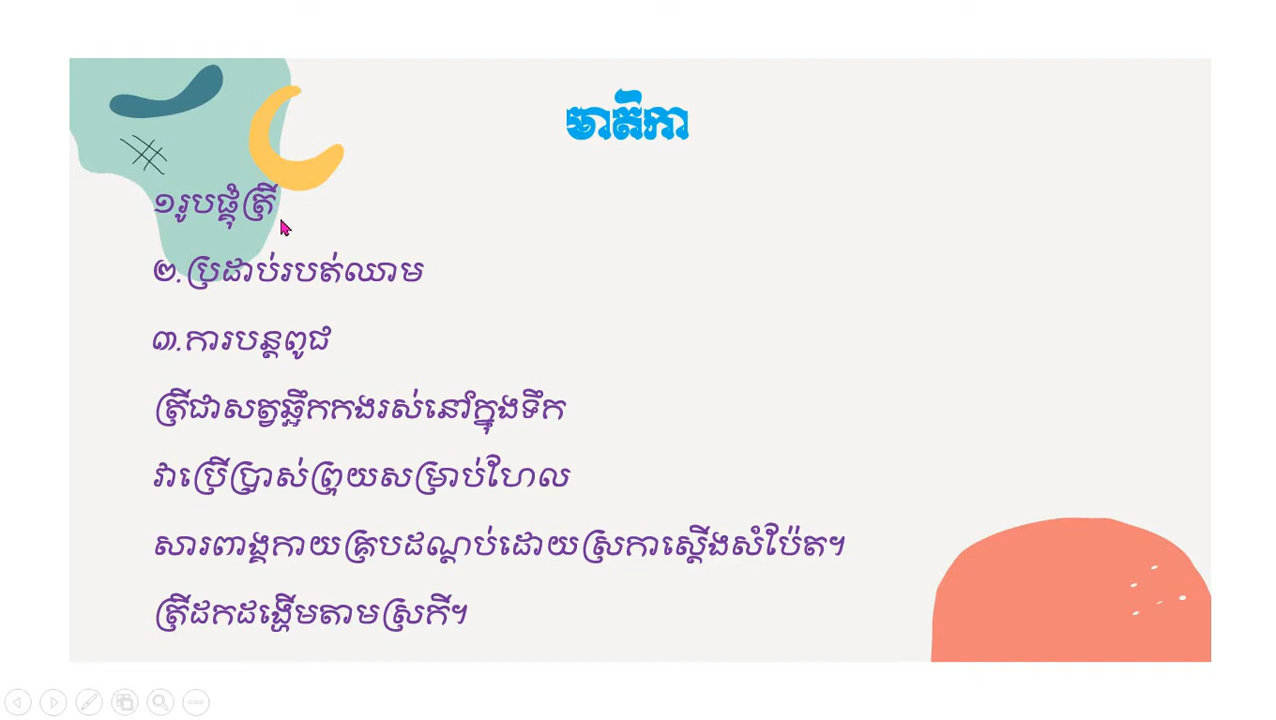 មាតិកា
១រូបផ្គុំត្រី
២.ប្រដាប់របត់ឈាម
៣.ការបន្តពូជ
ត្រីជាសត្វឆ្អឹកកងរស់នៅក្នុងទឹក
វាប្រើប្រាស់ព្រុយសម្រាប់ហែល
សារពាង្គកាយគ្របដណ្តប់ដោយស្រកាស្តើងសំប៉ែត។
ត្រីដកដង្ហើមតាមស្រកី។